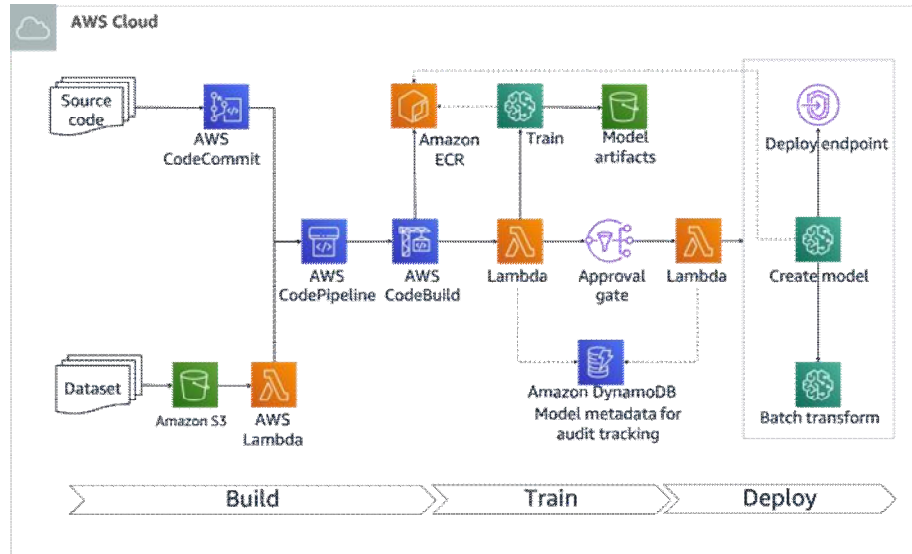 AWS Cloud
Source
code
AWS
CodeCommit
Amazon
ECR
Train
Model
artifacts
Deploy endpoint
AWS
CodePipeline
AWS
CodeBuild
Lambda
Approval
gate
Lambda
Create model
Dataset
Amazon S3
AWS
Lambda
Amazon DynamoDB
Model metadata for
audit tracking
Batch transform
Build
Train
Deploy